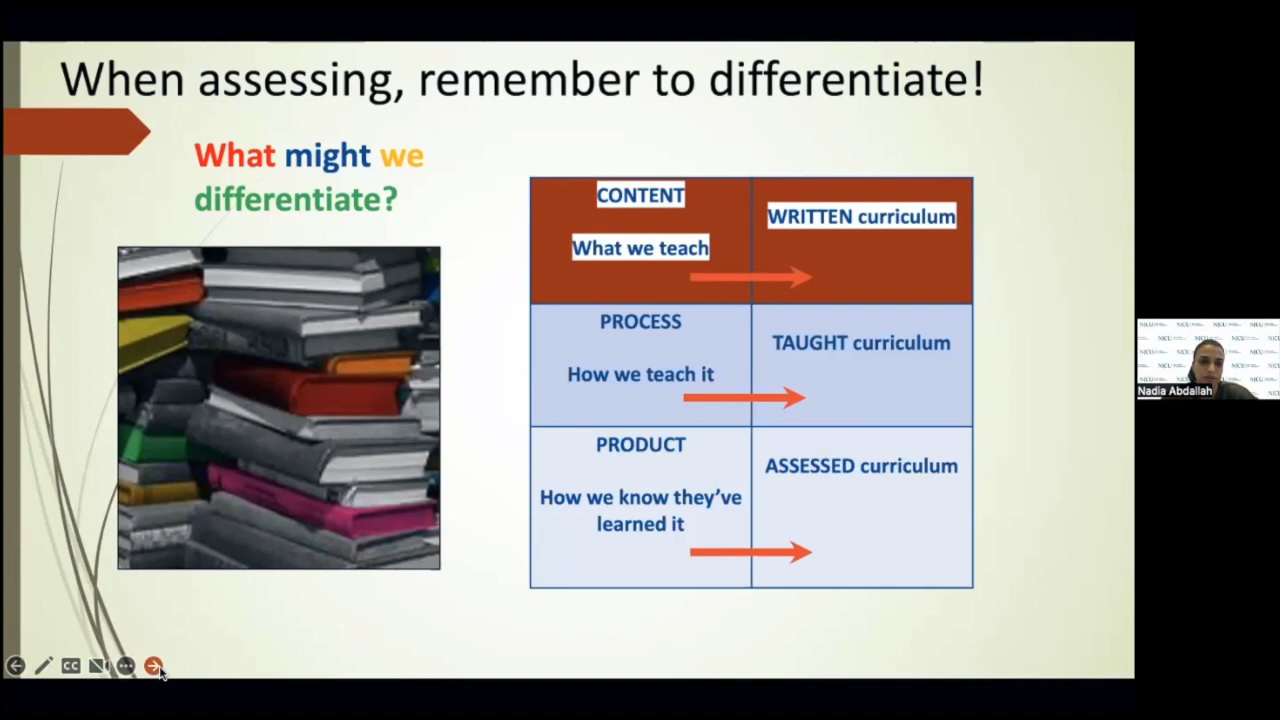 When assessing, remember to differentiate!
What might we
differentiate?
CONTENT
What we teach
WRITTEN curriculum
PROCESS
How we teach it
TAUGHT curriculum
PRODUCT
How we know they've
learned it
ASSESSED curriculum
CC
Nadia Abdallah